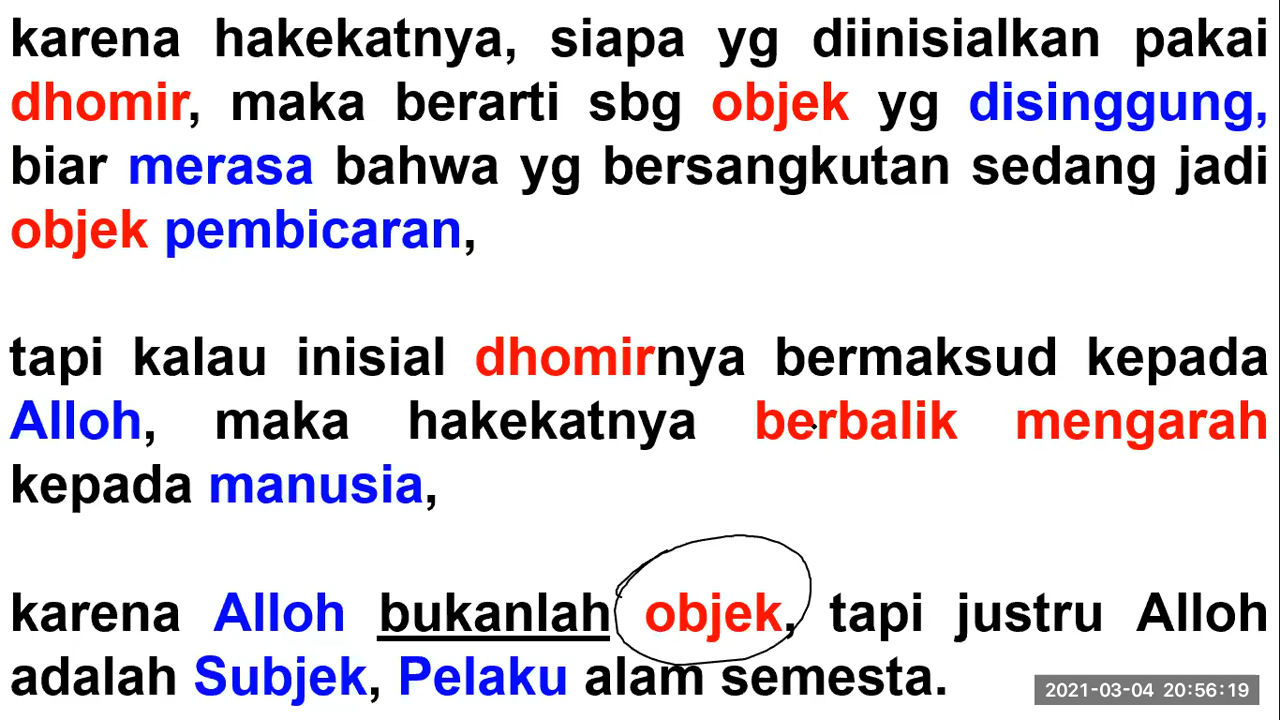 karena hakekatnya, siapa yg diinisialkan pakai
dhomir, maka berarti sbg objek yg disinggung,
biar merasa bahwa yg bersangkutan sedang jadi
objek pembicaran,
tapi kalau inisial dhomirnya bermaksud kepada
Alloh, maka hakekatnya berbalik mengarah
kepada manusia,
karena Alloh bukanlah objek, tapi justru Alloh
adalah Subjek, Pelaku alam semesta.
2021-03-04 20:56:19